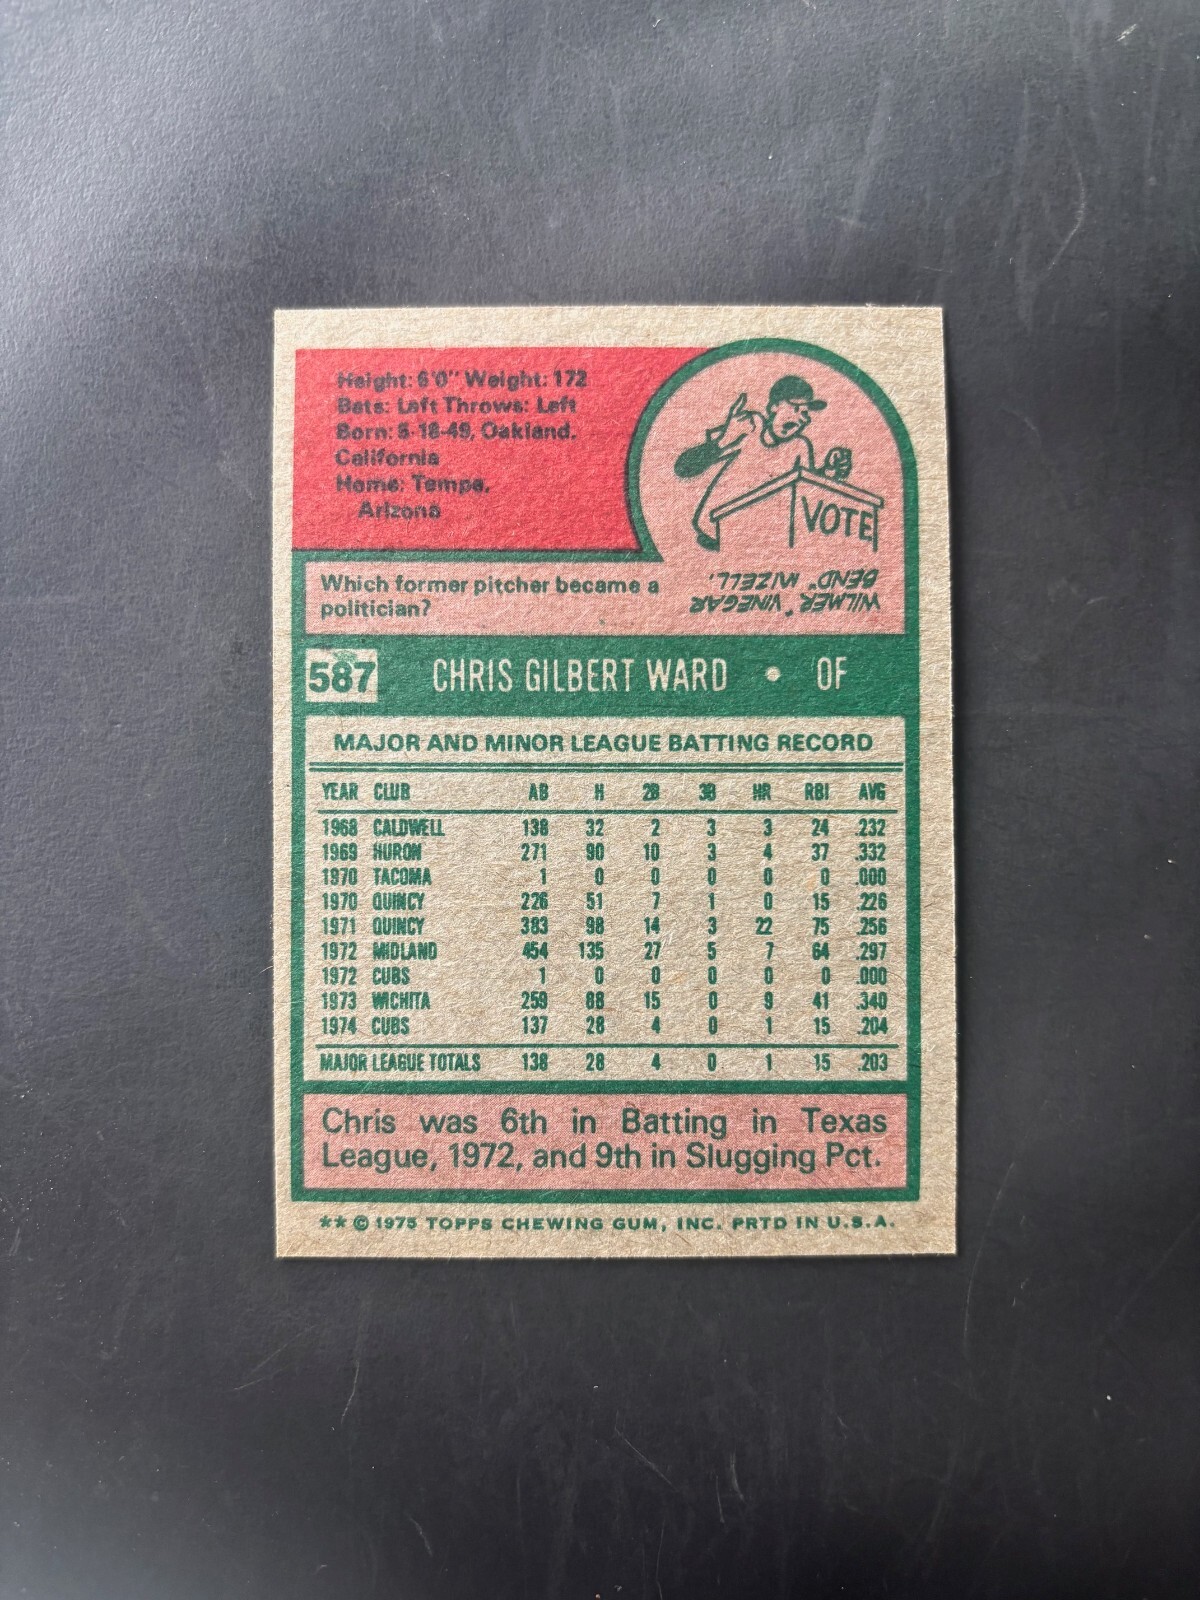 Height: 6'0" Weight: 172
Bats: Left Throws: Left
Born: 5-18-49, Oakland,
California
Home: Tempe,
Arizona
VOTE
Which former pitcher became a
politician?
WILMER "VINEGAR
BEND" MIZELL.
587 CHRIS GILBERT WARD • OF
MAJOR AND MINOR LEAGUE BATTING RECORD
YEAR CLUB AB H 2B 3B HR RBI AVG
1968 CALDWELL 138 32 2 3 3 24 .232
1969 HURON 271 90 10 3 4 37 .332
1970 TACOMA 1 0 0 0 0 0 .000
1970 QUINCY 226 51 7 1 0 15 .226
1971 QUINCY 383 98 14 3 22 75 .256
1972 MIDLAND 454 135 27 5 7 64 .297
1972 CUBS 1 0 0 0 0 0 .000
1973 WICHITA 259 88 15 0 9 41 .340
1974 CUBS 137 28 4 0 1 15 .204
MAJOR LEAGUE TOTALS 138 28 4 0 1 15 .203
Chris was 6th in Batting in Texas
League, 1972, and 9th in Slugging Pct.
** © 1975 TOPPS CHEWING GUM, INC. PRTD IN U.S.A.